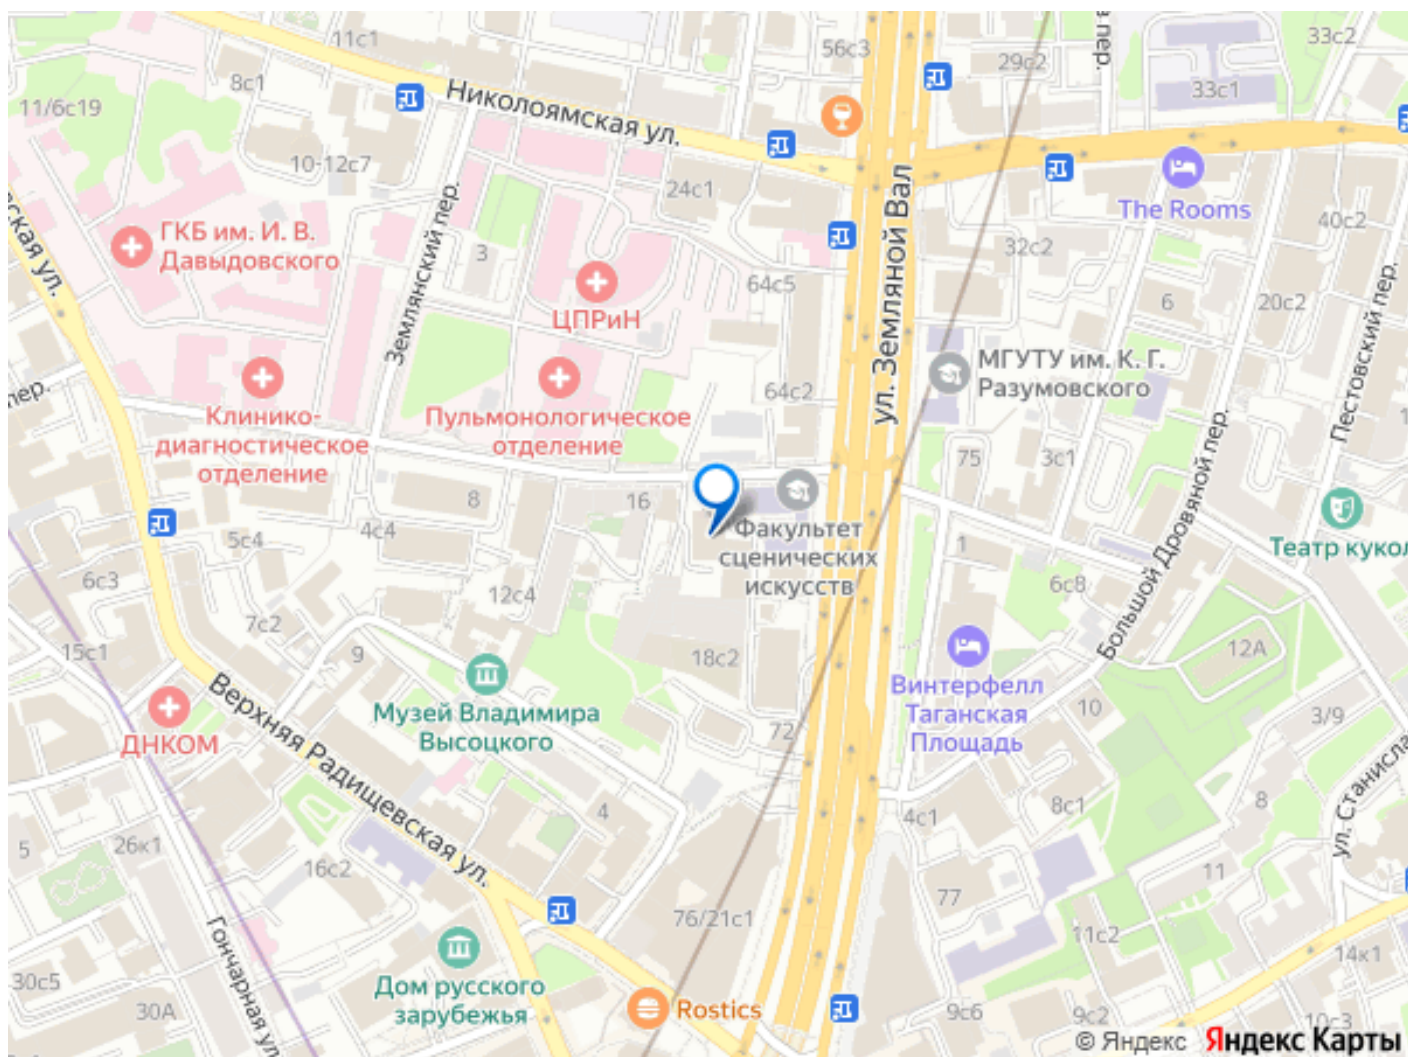 11с1
56с3
33с2
8с1
29с2
а пер.
33с1
11/6с19
Николоямская ул.
10-12с7
24с1
The Rooms
40с2
ГКБ им. И. В.
Давыдовского
3
32с2
вская ул.
Землянский пер.
ЦПРиН
64с5
ул. Земляной Вал
6
20с2
Пестовский пер.
МГУТУ им. К. Г.
Разумовского
64с2
пер.
Клинико-
диагностическое
отделение
Пульмонологическое
отделение
75
3с1
8
16
4с4
5с4
Факультет
сценических
искусств
1
Большой Дровяной пер.
Театр кукол
6с3
12с4
6с8
7с2
15с1
9
18с2
12А
Музей Владимира
Высоцкого
Верхняя Радищевская ул.
ДНКОМ
Винтерфелл
Таганская
Площадь
10
3/9
72
ул. Станисла
4
4с1
8с1
8
5
26к1
16с2
11
77
76/21с1
11с2
Гончарная ул
14к1
30с5
Дом русского
зарубежья
30А
Rostics
9с6
9с2
10с3
© Яндекс Яндекс Карты